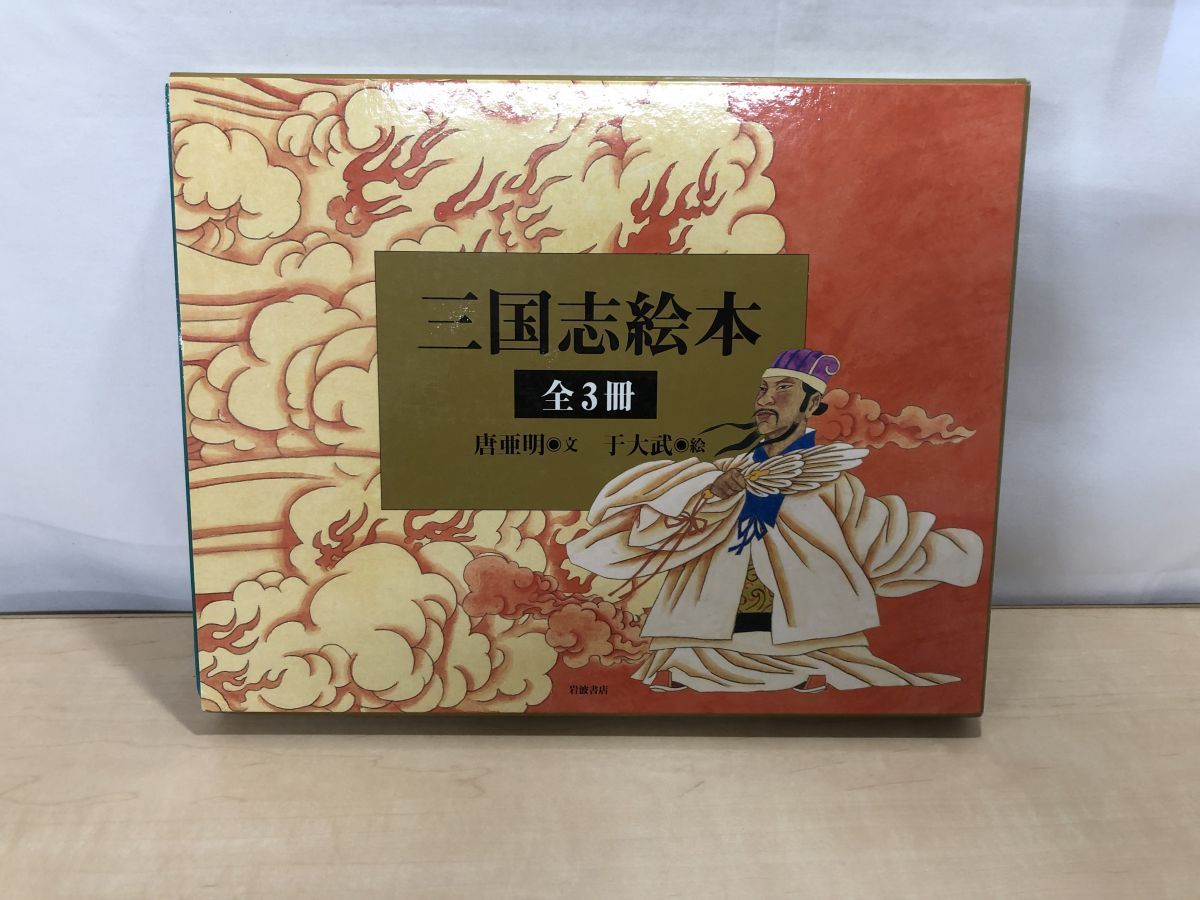 三国志絵本
全3冊
唐亜明◉文 于大武◉絵
岩波書店